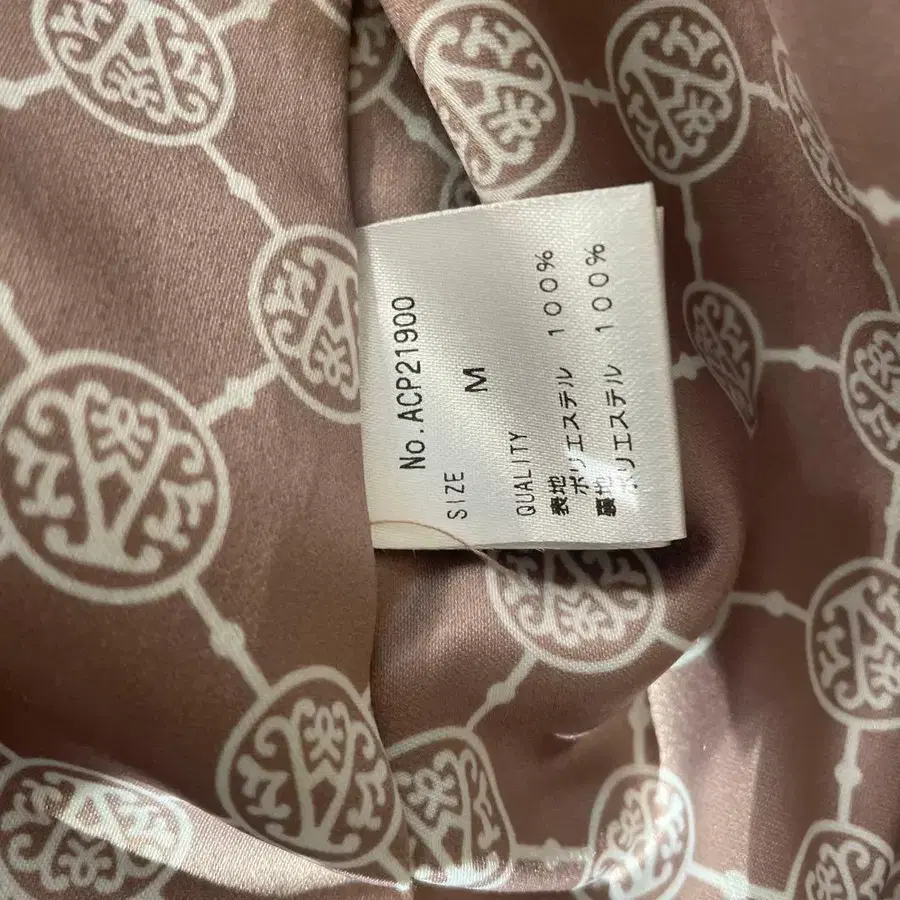 No.ACP21900
SIZE
M
QUALITY
表地
ポリエステル 100%
裏地
ポリエステル 100%